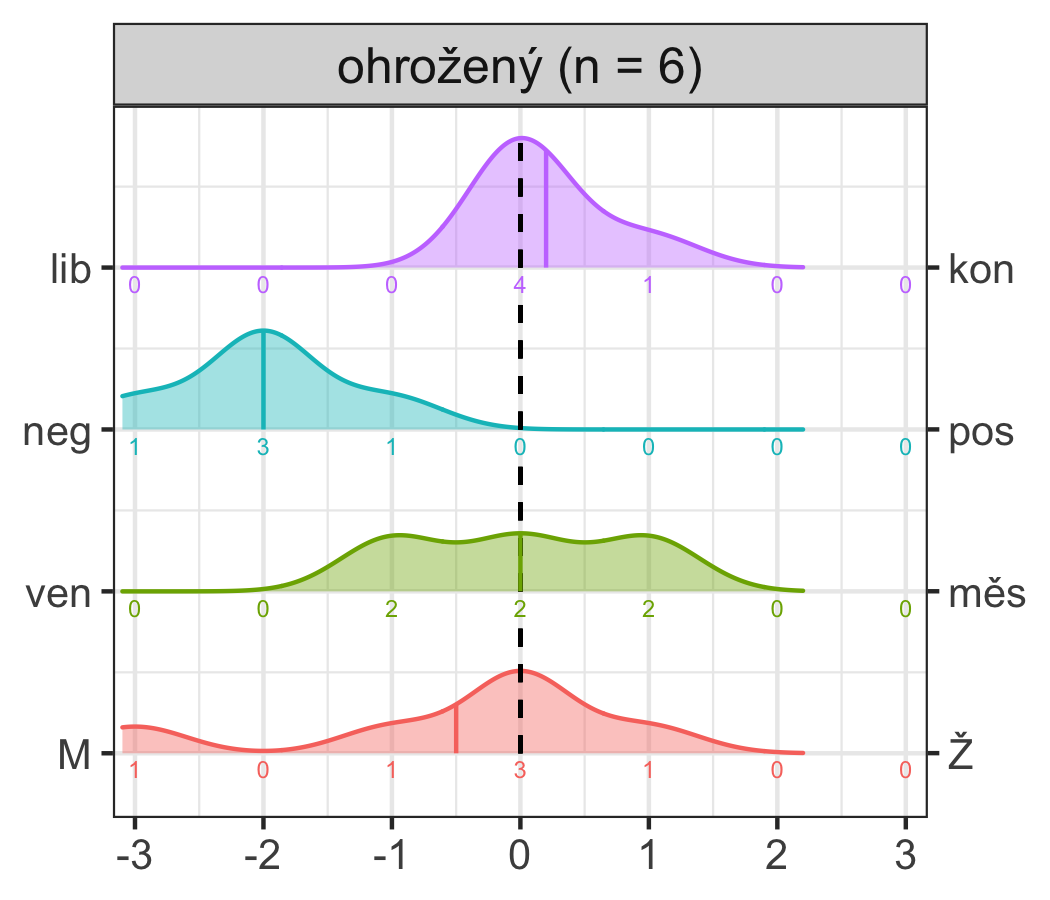 ohrožený (n = 6)
lib kon
0 0 0 4 1 0 0
neg pos
1 3 1 0 0 0 0
ven měs
0 0 2 2 2 0 0
M Ž
1 0 1 3 1 0 0
-3 -2 -1 0 1 2 3